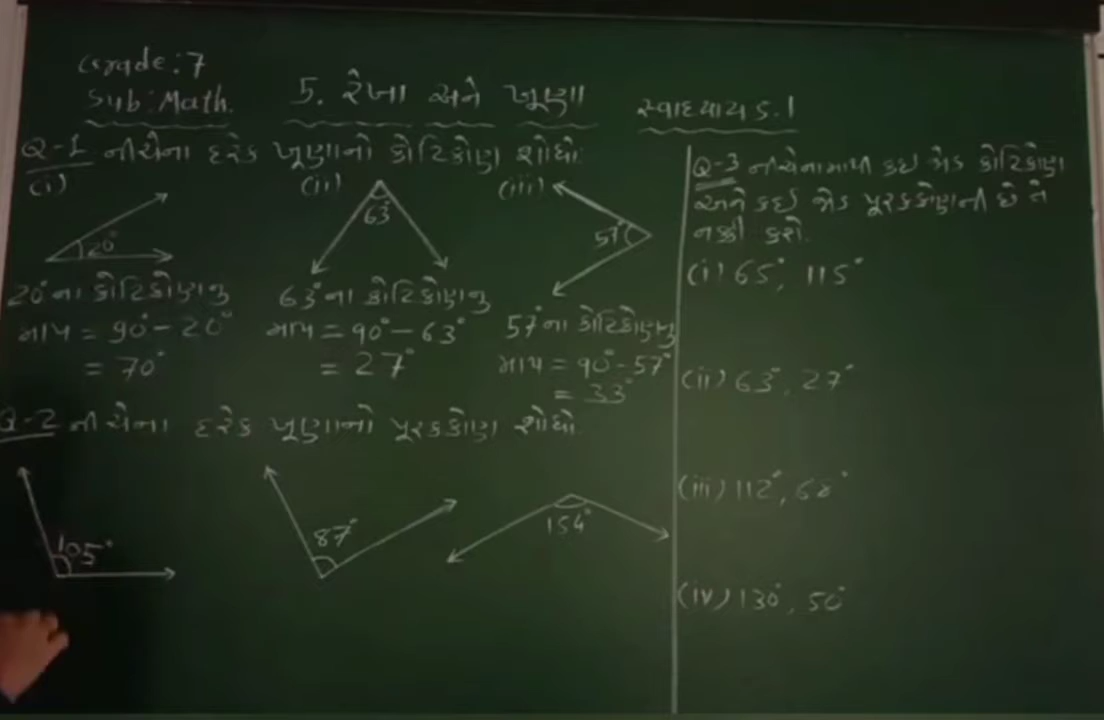 Grade:7
Sub:Math.
5. રેખા અને ખૂણા
સ્વાધ્યાય 5.1
Q-1 નીચેના દરેક ખૂણાનો કોટિકોણ શોધો
(i)
(ii)
(iii)
20°
63°
57°
20° ના કોટિકોણનુ
માપ = 90° - 20°
= 70°
63° ના કોટિકોણનુ
માપ = 90° - 63°
= 27°
57° ના કોટિકોણનુ
માપ = 90° - 57°
= 33°
Q-2 નીચેના દરેક ખૂણાનો પૂરકકોણ શોધો
105°
87°
154°
Q-3 નીચેનામાથી કઇ જોડ કોટિકોણ
અને કઇ જોડ પૂરકકોણની છે તે
નક્કી કરો.
(i) 65°, 115°
(ii) 63°, 27°
(iii) 112°, 68°
(iv) 130°, 50°